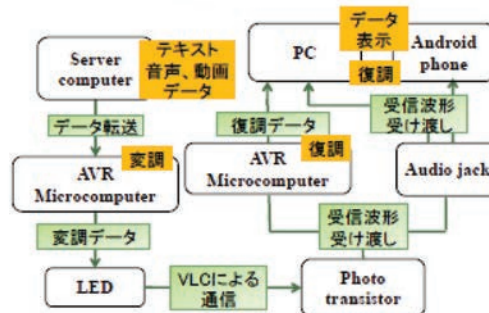 Server
computer
テキスト
音声、動画
データ
データ転送
変調
AVR
Microcomputer
変調データ
LED
VLCによる
通信
Photo
transistor
受信波形
受け渡し
AVR
Microcomputer
復調
復調データ
Audio jack
受信波形
受け渡し
PC
データ
表示
復調
Android
phone